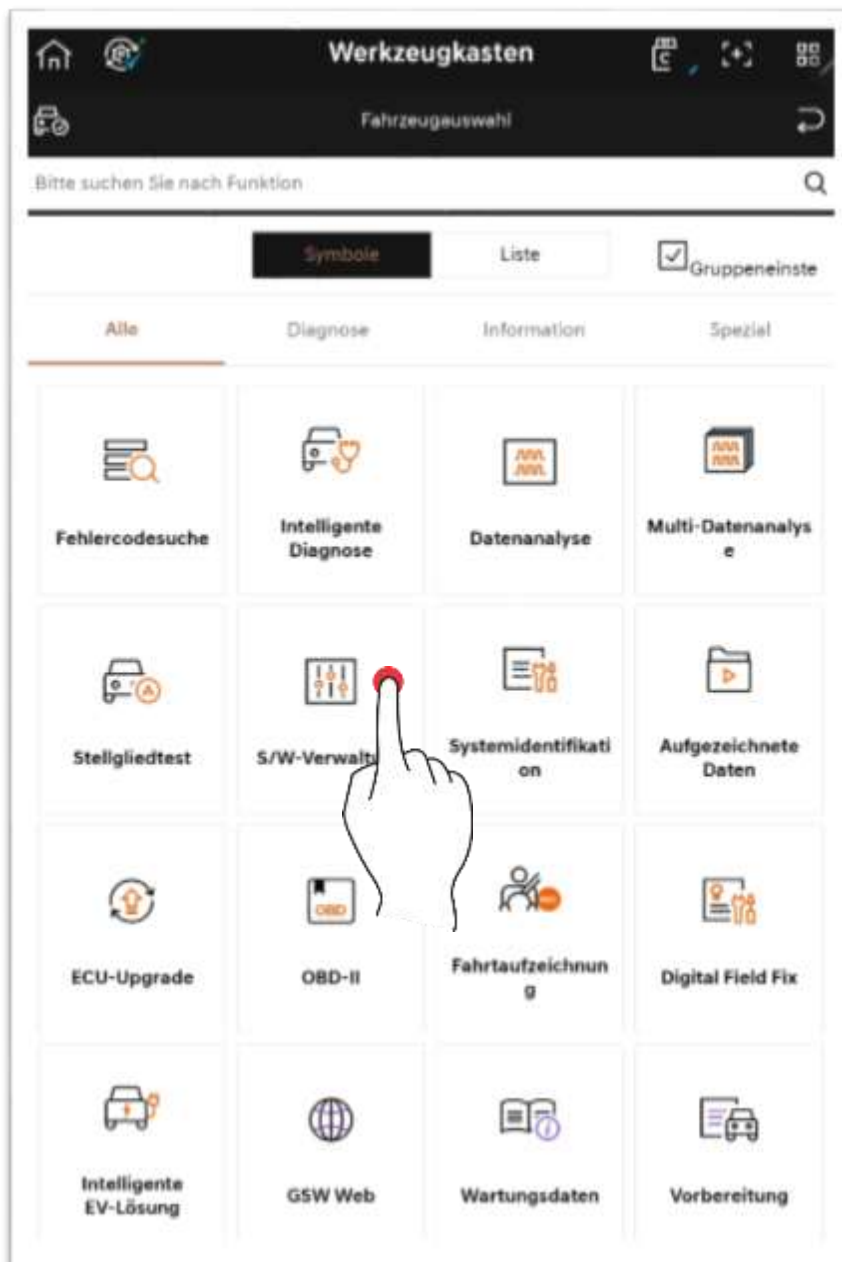 Werkzeugkasten
Fahrzeugauswahl
Bitte suchen Sie nach Funktion
Symbole
Liste
Gruppeneinste
Alle
Diagnose
Information
Spezial
Fehlercodesuche
Intelligente
Diagnose
Datenanalyse
Multi-Datenanalys
e
Stellgliedtest
S/W-Verwaltu
Systemidentifikati
on
Aufgezeichnete
Daten
ECU-Upgrade
OBD
OBD-II
Fahrtaufzeichnun
g
Digital Field Fix
Intelligente
EV-Lösung
GSW Web
Wartungsdaten
Vorbereitung